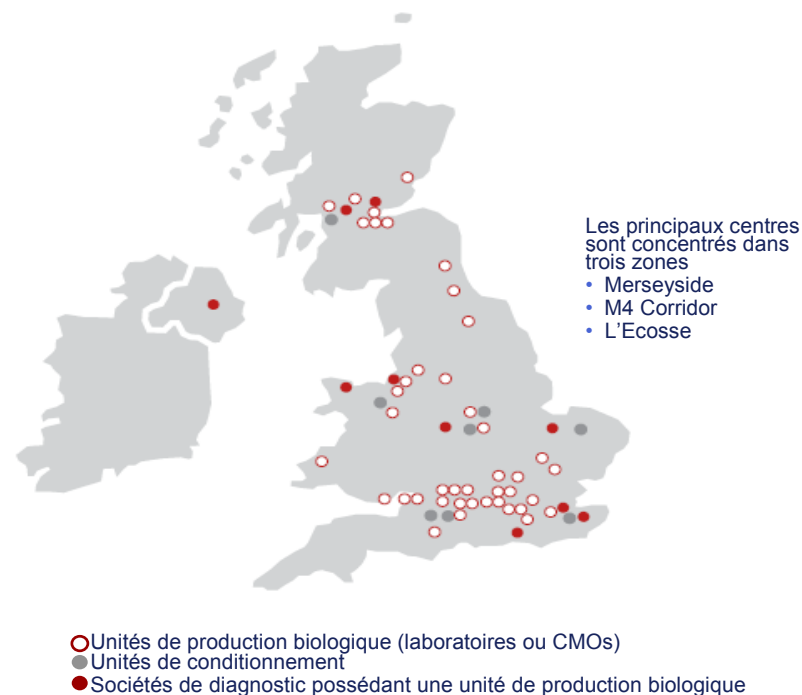 Les principaux centres
sont concentrés dans
trois zones
• Merseyside
• M4 Corridor
• L'Ecosse
Unités de production biologique (laboratoires ou CMOs)
Unités de conditionnement
Sociétés de diagnostic possédant une unité de production biologique